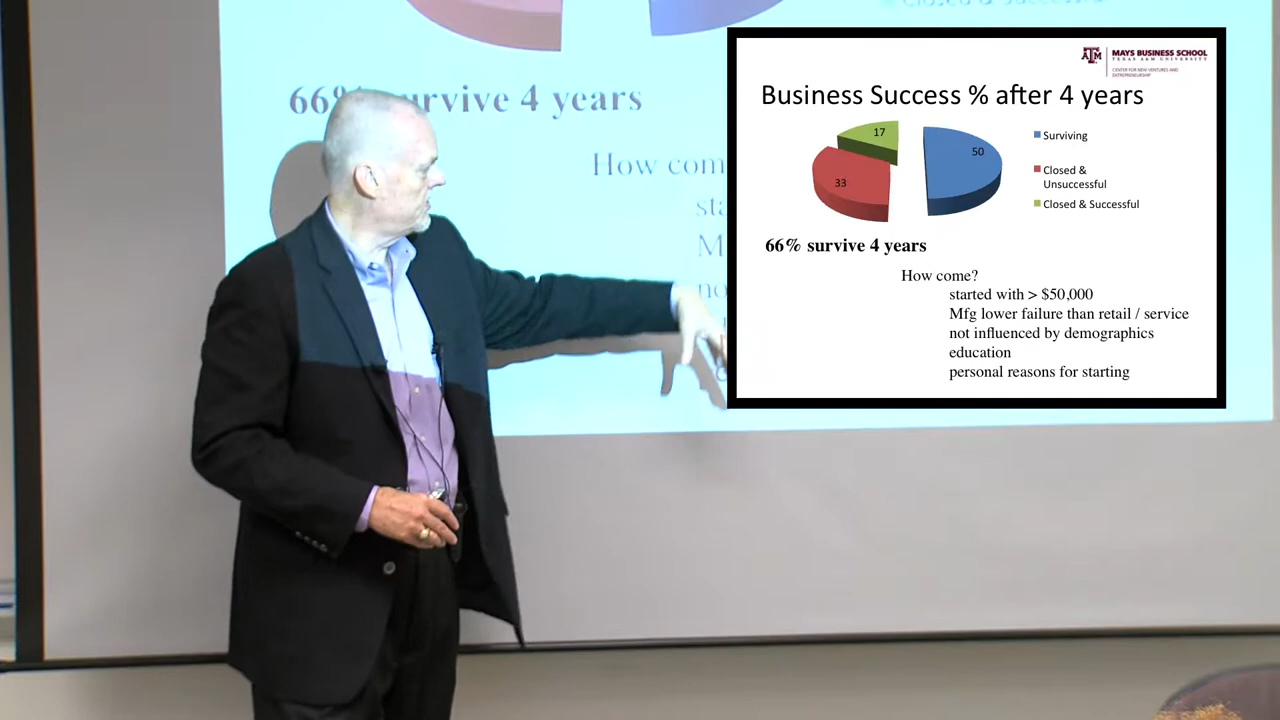 Closed & Successful
66% survive 4 years
How com
sta
M
no
MAYS BUSINESS SCHOOL
TEXAS A&M UNIVERSITY
CENTER FOR NEW VENTURES AND
ENTREPRENEURSHIP
Business Success % after 4 years
17
50
33
Surviving
Closed &
Unsuccessful
Closed & Successful
66% survive 4 years
How come?
started with > $50,000
Mfg lower failure than retail / service
not influenced by demographics
education
personal reasons for starting